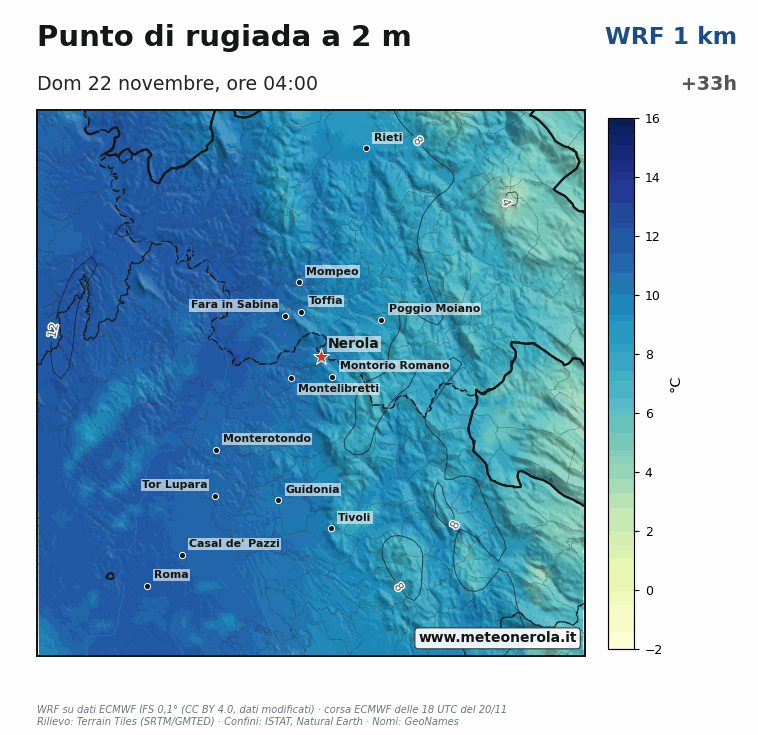 Punto di rugiada a 2 m
WRF 1 km
Dom 22 novembre, ore 04:00
+33h
Rieti
8
4
Mompeo
Toffia
Fara in Sabina
Poggio Moiano
12
Nerola
Montorio Romano
Montelibretti
Monterotondo
Tor Lupara
Guidonia
Tivoli
8
Casal de' Pazzi
Roma
8
www.meteonerola.it
16
14
12
10
8
6
4
2
0
−2
°C
WRF su dati ECMWF IFS 0,1° (CC BY 4.0, dati modificati) · corsa ECMWF delle 18 UTC del 20/11
Rilievo: Terrain Tiles (SRTM/GMTED) · Confini: ISTAT, Natural Earth · Nomi: GeoNames